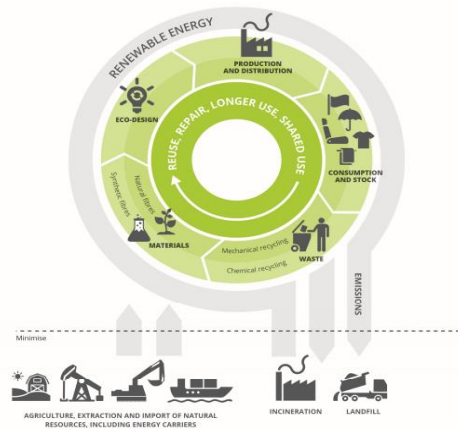 RENEWABLE ENERGY
PRODUCTION
AND DISTRIBUTION
ECO-DESIGN
REUSE, REPAIR, LONGER USE, SHARED USE
CONSUMPTION
AND STOCK
Synthetic fibres
Natural fibres
MATERIALS
Mechanical recycling
Chemical recycling
WASTE
EMISSIONS
Minimise
AGRICULTURE, EXTRACTION AND IMPORT OF NATURAL
RESOURCES, INCLUDING ENERGY CARRIERS
INCINERATION
LANDFILL